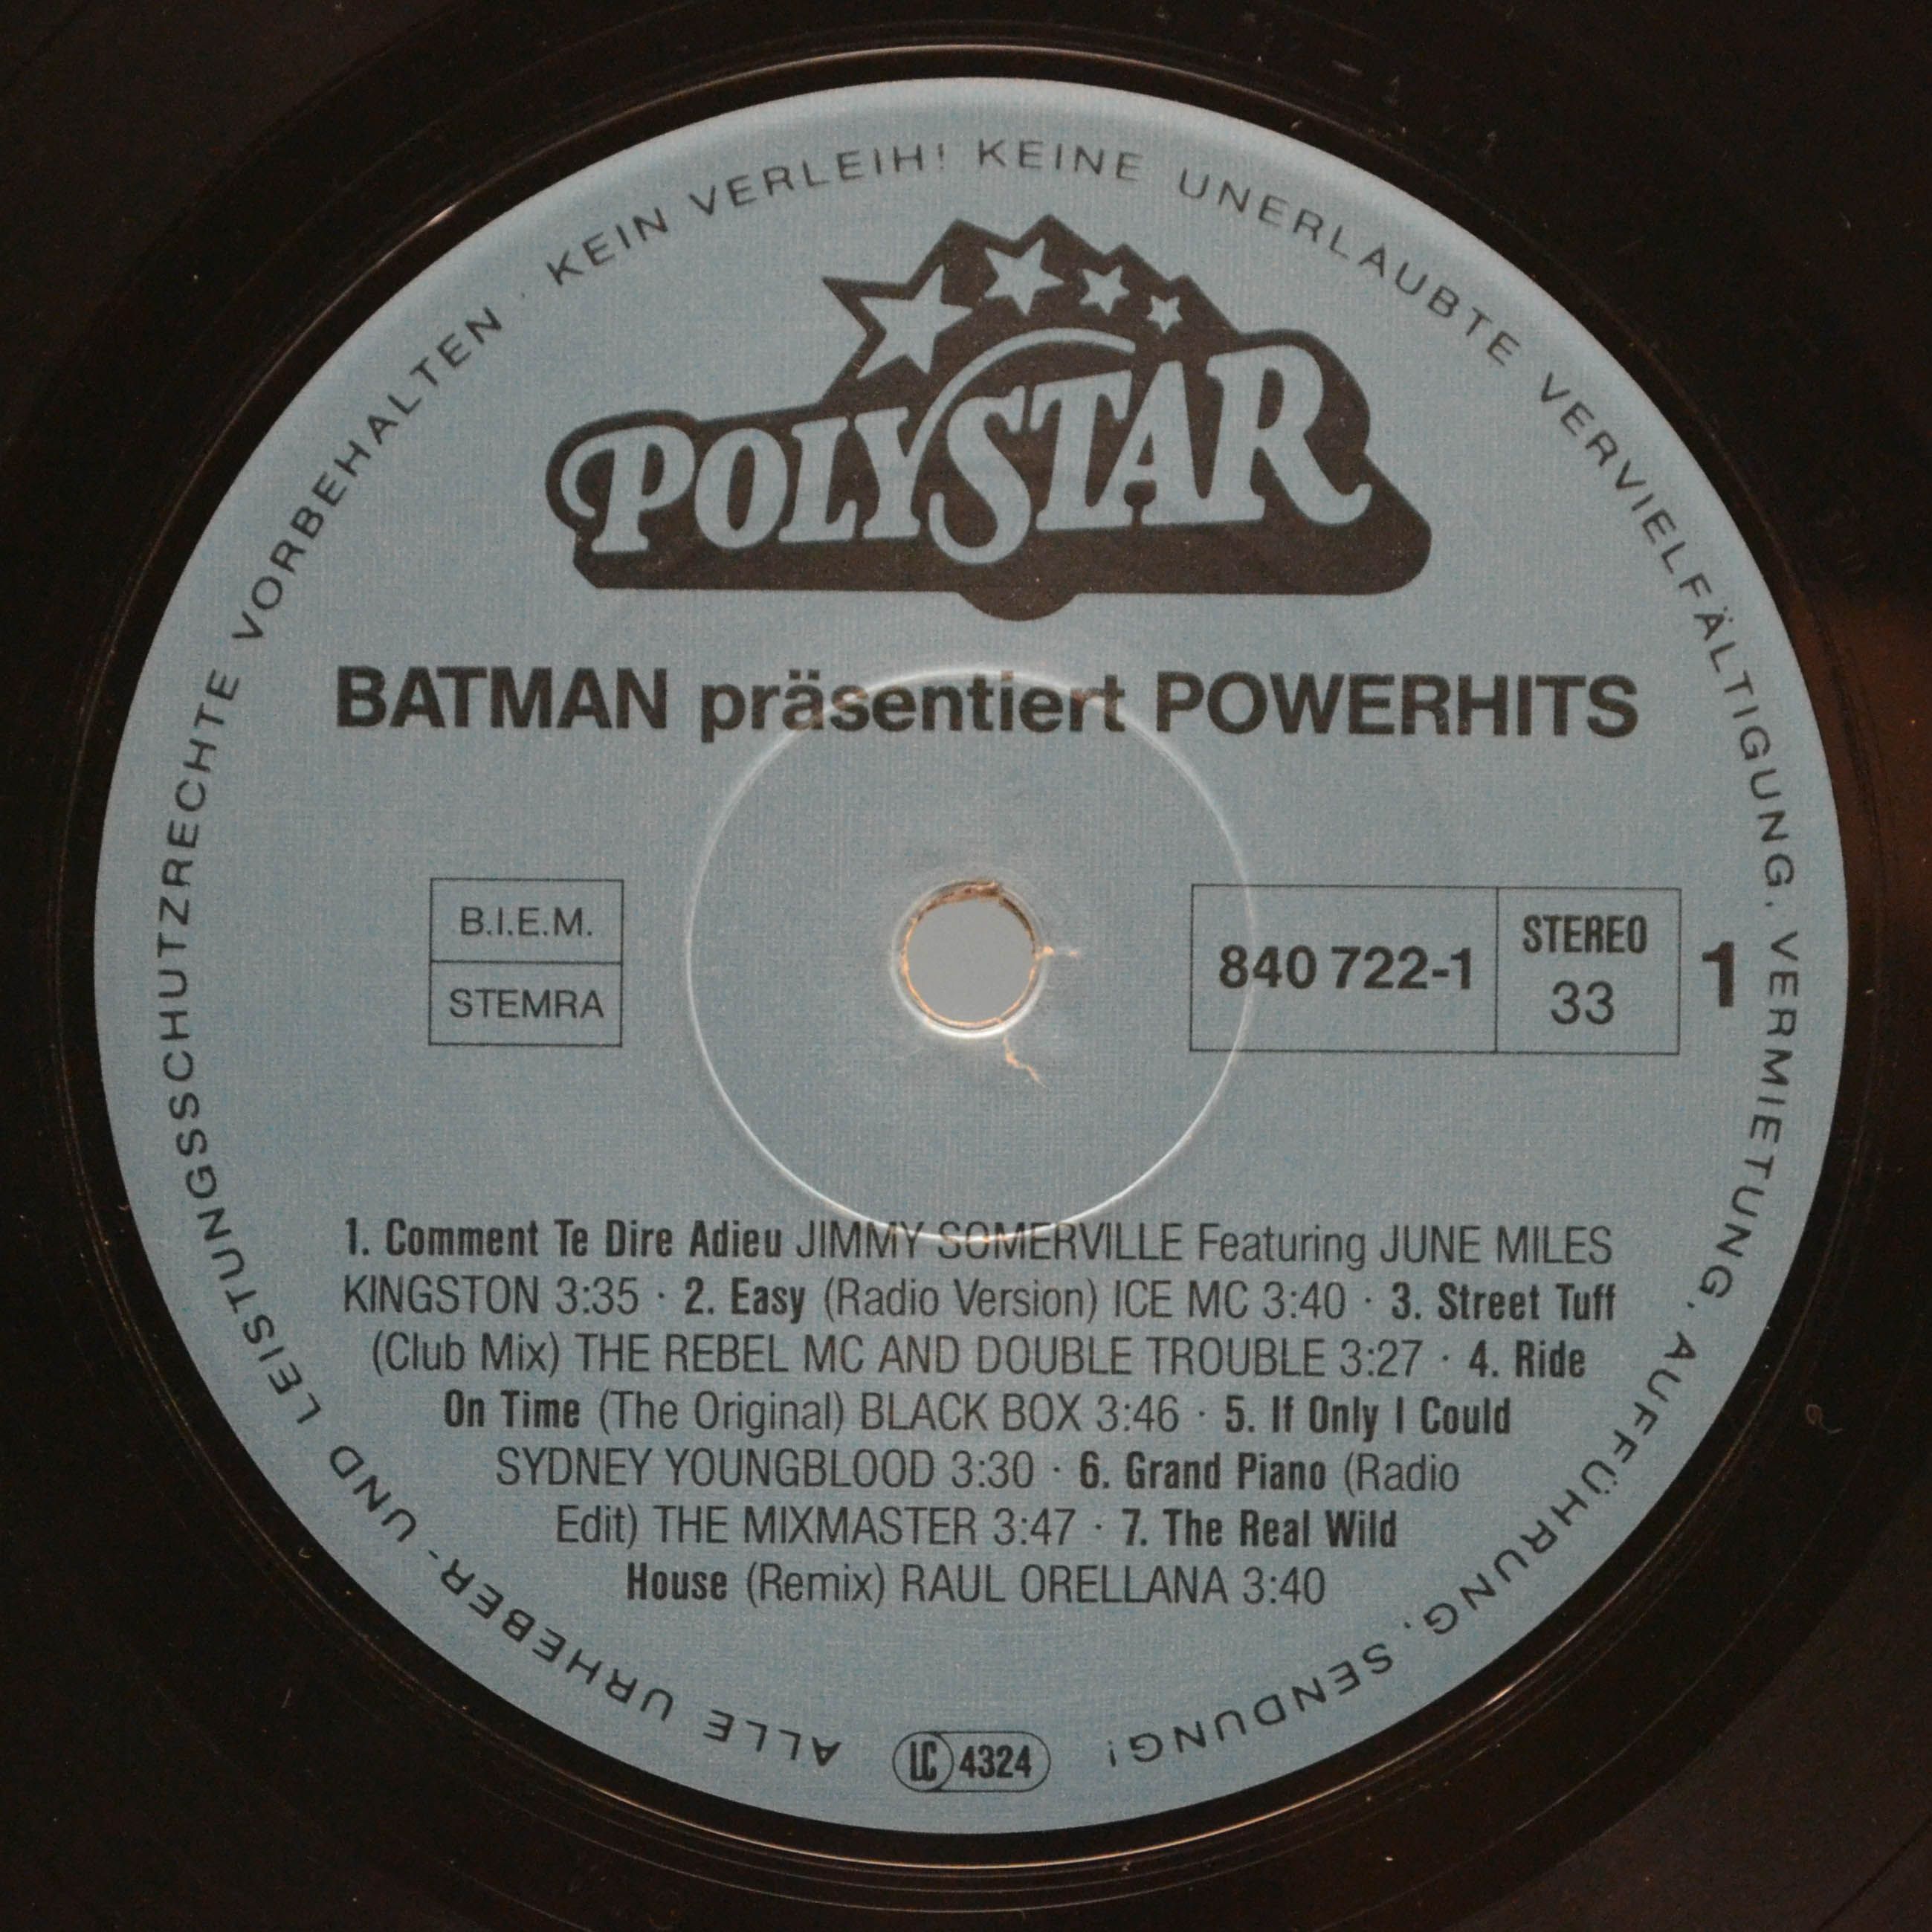 ALLE URHEBER- UND LEISTUNGSSCHUTZRECHTE VORBEHALTEN · KEIN VERLEIH! KEINE UNERLAUBTE VERVIELFÄLTIGUNG, VERMIETUNG, AUFFÜHRUNG, SENDUNG!
POLYSTAR
BATMAN präsentiert POWERHITS
B.I.E.M.
STEMRA
840 722-1
STEREO
33
1
1. Comment Te Dire Adieu JIMMY SOMERVILLE Featuring JUNE MILES
KINGSTON 3:35 · 2. Easy (Radio Version) ICE MC 3:40 · 3. Street Tuff
(Club Mix) THE REBEL MC AND DOUBLE TROUBLE 3:27 · 4. Ride
On Time (The Original) BLACK BOX 3:46 · 5. If Only I Could
SYDNEY YOUNGBLOOD 3:30 · 6. Grand Piano (Radio
Edit) THE MIXMASTER 3:47 · 7. The Real Wild
House (Remix) RAUL ORELLANA 3:40
LC 4324